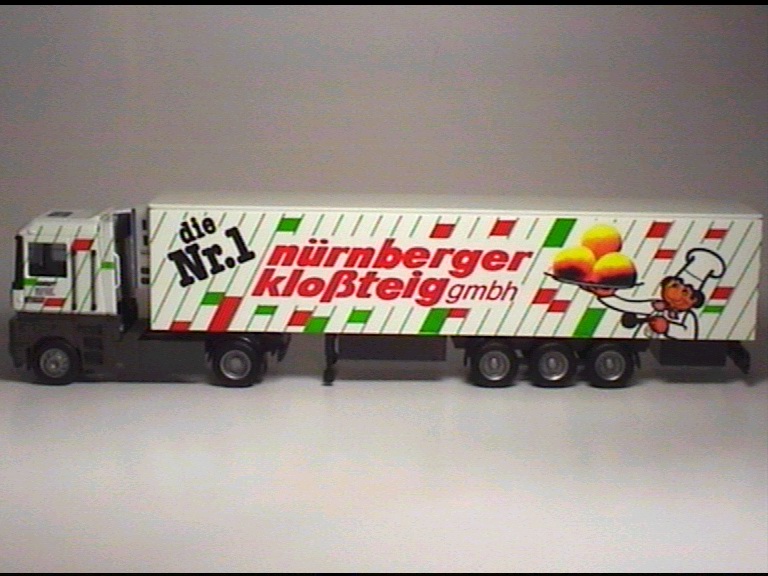 die
Nr.1
nürnberger
kloßteig gmbh